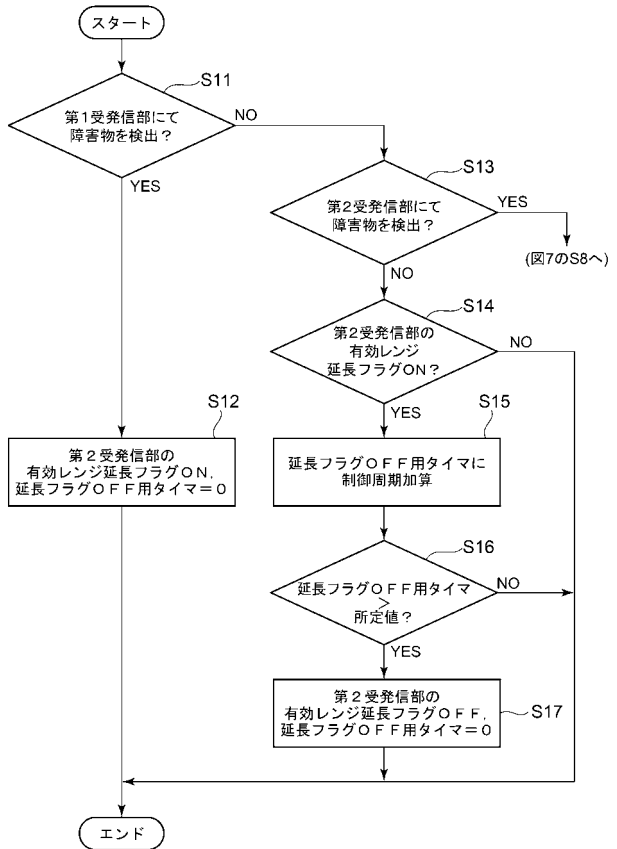 スタート
S11
第1受発信部にて
障害物を検出？
NO
YES
S13
第2受発信部にて
障害物を検出？
YES
(図7のS8へ)
NO
S14
第2受発信部の
有効レンジ
延長フラグON？
NO
YES
S12
第２受発信部の
有効レンジ延長フラグＯＮ，
延長フラグＯＦＦ用タイマ＝０
S15
延長フラグＯＦＦ用タイマに
制御周期加算
S16
延長フラグＯＦＦ用タイマ
＞
所定値？
NO
YES
第２受発信部の
有効レンジ延長フラグＯＦＦ，
延長フラグＯＦＦ用タイマ＝０
S17
エンド